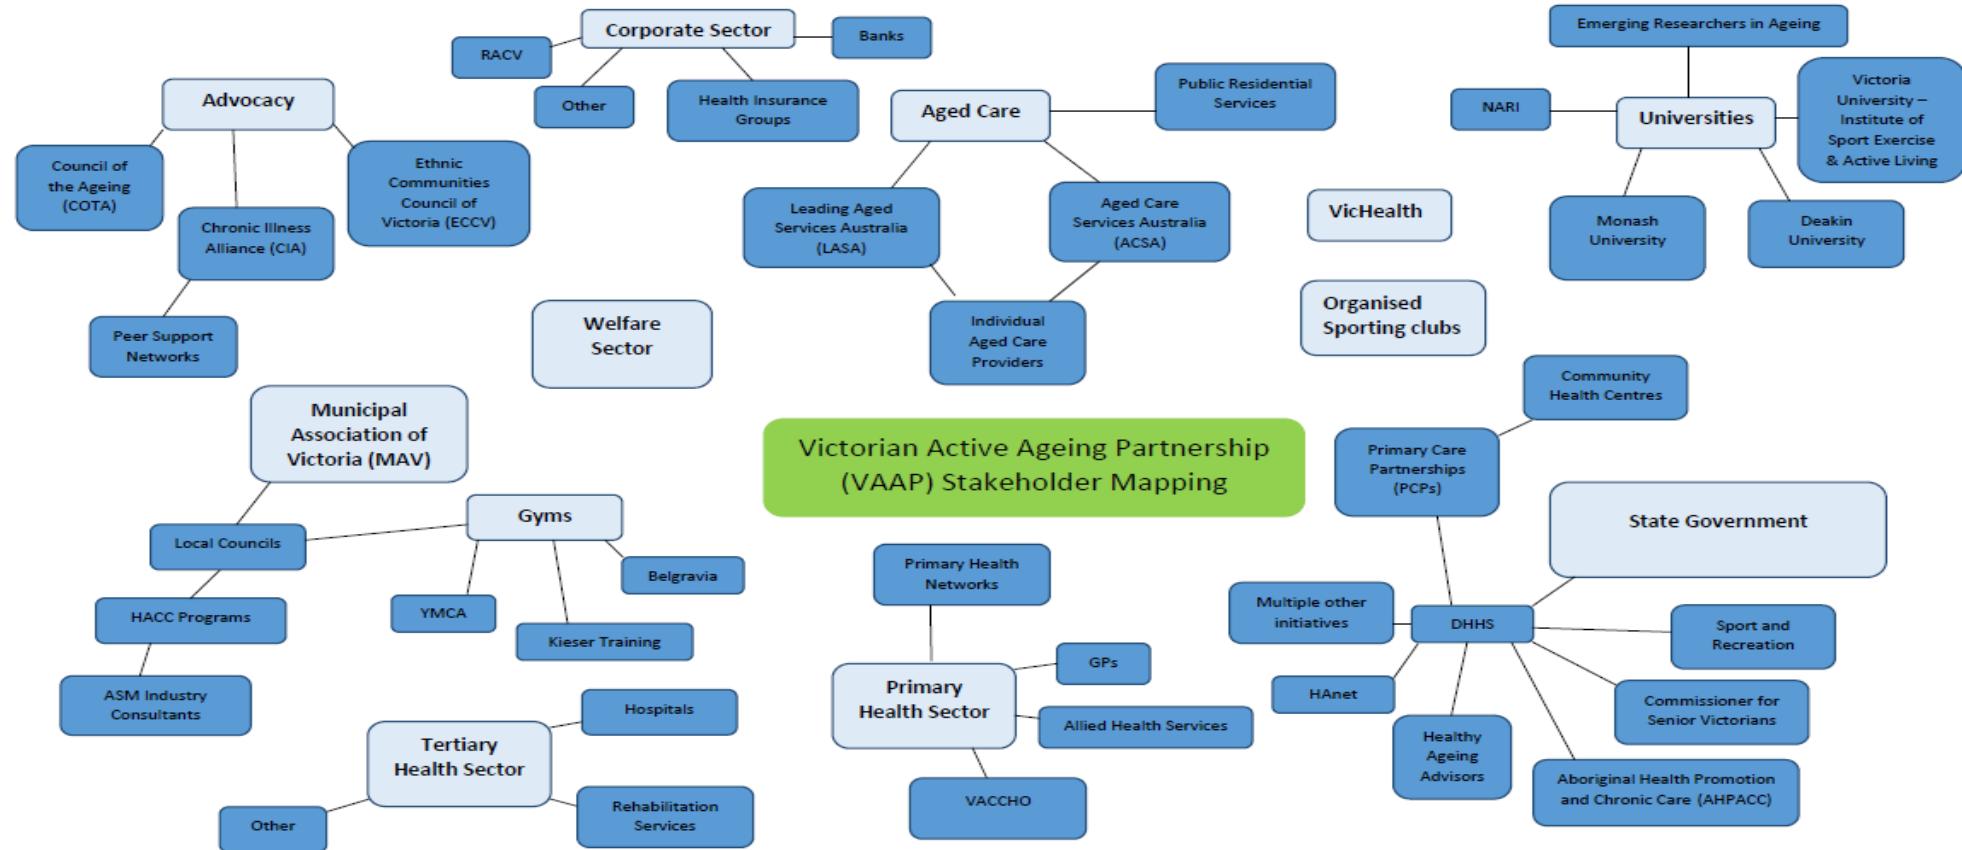 Corporate Sector
RACV
Banks
Other
Health Insurance
Groups
Advocacy
Council of
the Ageing
(COTA)
Ethnic
Communities
Council of
Victoria (ECCV)
Chronic Illness
Alliance (CIA)
Peer Support
Networks
Aged Care
Public Residential
Services
Leading Aged
Services Australia
(LASA)
Aged Care
Services Australia
(ACSA)
Individual
Aged Care
Providers
Emerging Researchers in Ageing
NARI
Universities
Victoria
University –
Institute of
Sport Exercise
& Active Living
Monash
University
Deakin
University
VicHealth
Organised
Sporting clubs
Welfare
Sector
Municipal
Association of
Victoria (MAV)
Local Councils
HACC Programs
ASM Industry
Consultants
Gyms
YMCA
Kieser Training
Belgravia
Victorian Active Ageing Partnership
(VAAP) Stakeholder Mapping
Community
Health Centres
Primary Care
Partnerships
(PCPs)
State Government
Multiple other
initiatives
DHHS
Sport and
Recreation
HAnet
Commissioner for
Senior Victorians
Healthy
Ageing
Advisors
Aboriginal Health Promotion
and Chronic Care (AHPACC)
Primary Health
Networks
Primary
Health Sector
GPs
Allied Health Services
VACCHO
Tertiary
Health Sector
Hospitals
Other
Rehabilitation
Services